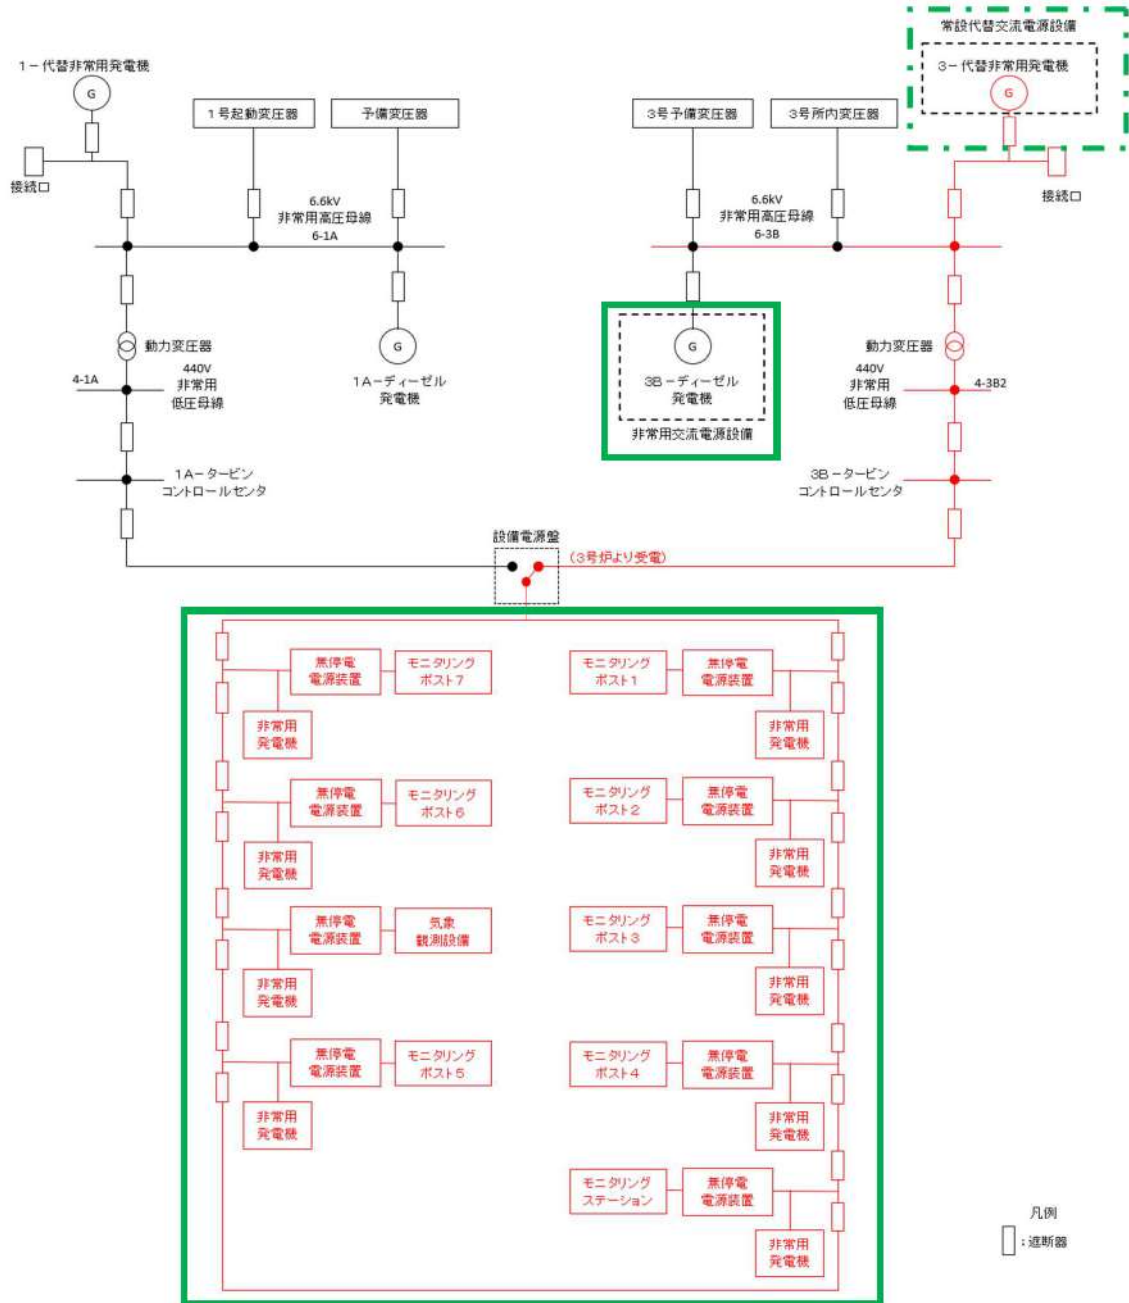 常設代替交流電源設備
1－代替非常用発電機
G
3－代替非常用発電機
G
1号起動変圧器
予備変圧器
3号予備変圧器
3号所内変圧器
接続口
接続口
6.6kV
非常用高圧母線
6-1A
6.6kV
非常用高圧母線
6-3B
動力変圧器
G
1A－ディーゼル
発電機
G
3B－ディーゼル
発電機
非常用交流電源設備
動力変圧器
4-1A
440V
非常用
低圧母線
440V
非常用
低圧母線
4-3B2
1A－タービン
コントロールセンタ
3B－タービン
コントロールセンタ
設備電源盤
(3号炉より受電)
無停電
電源装置
モニタリング
ポスト7
モニタリング
ポスト1
無停電
電源装置
非常用
発電機
非常用
発電機
無停電
電源装置
モニタリング
ポスト6
モニタリング
ポスト2
無停電
電源装置
非常用
発電機
非常用
発電機
無停電
電源装置
気象
観測設備
モニタリング
ポスト3
無停電
電源装置
非常用
発電機
非常用
発電機
無停電
電源装置
モニタリング
ポスト5
モニタリング
ポスト4
無停電
電源装置
非常用
発電機
非常用
発電機
モニタリング
ステーション
無停電
電源装置
非常用
発電機
凡例
：遮断器